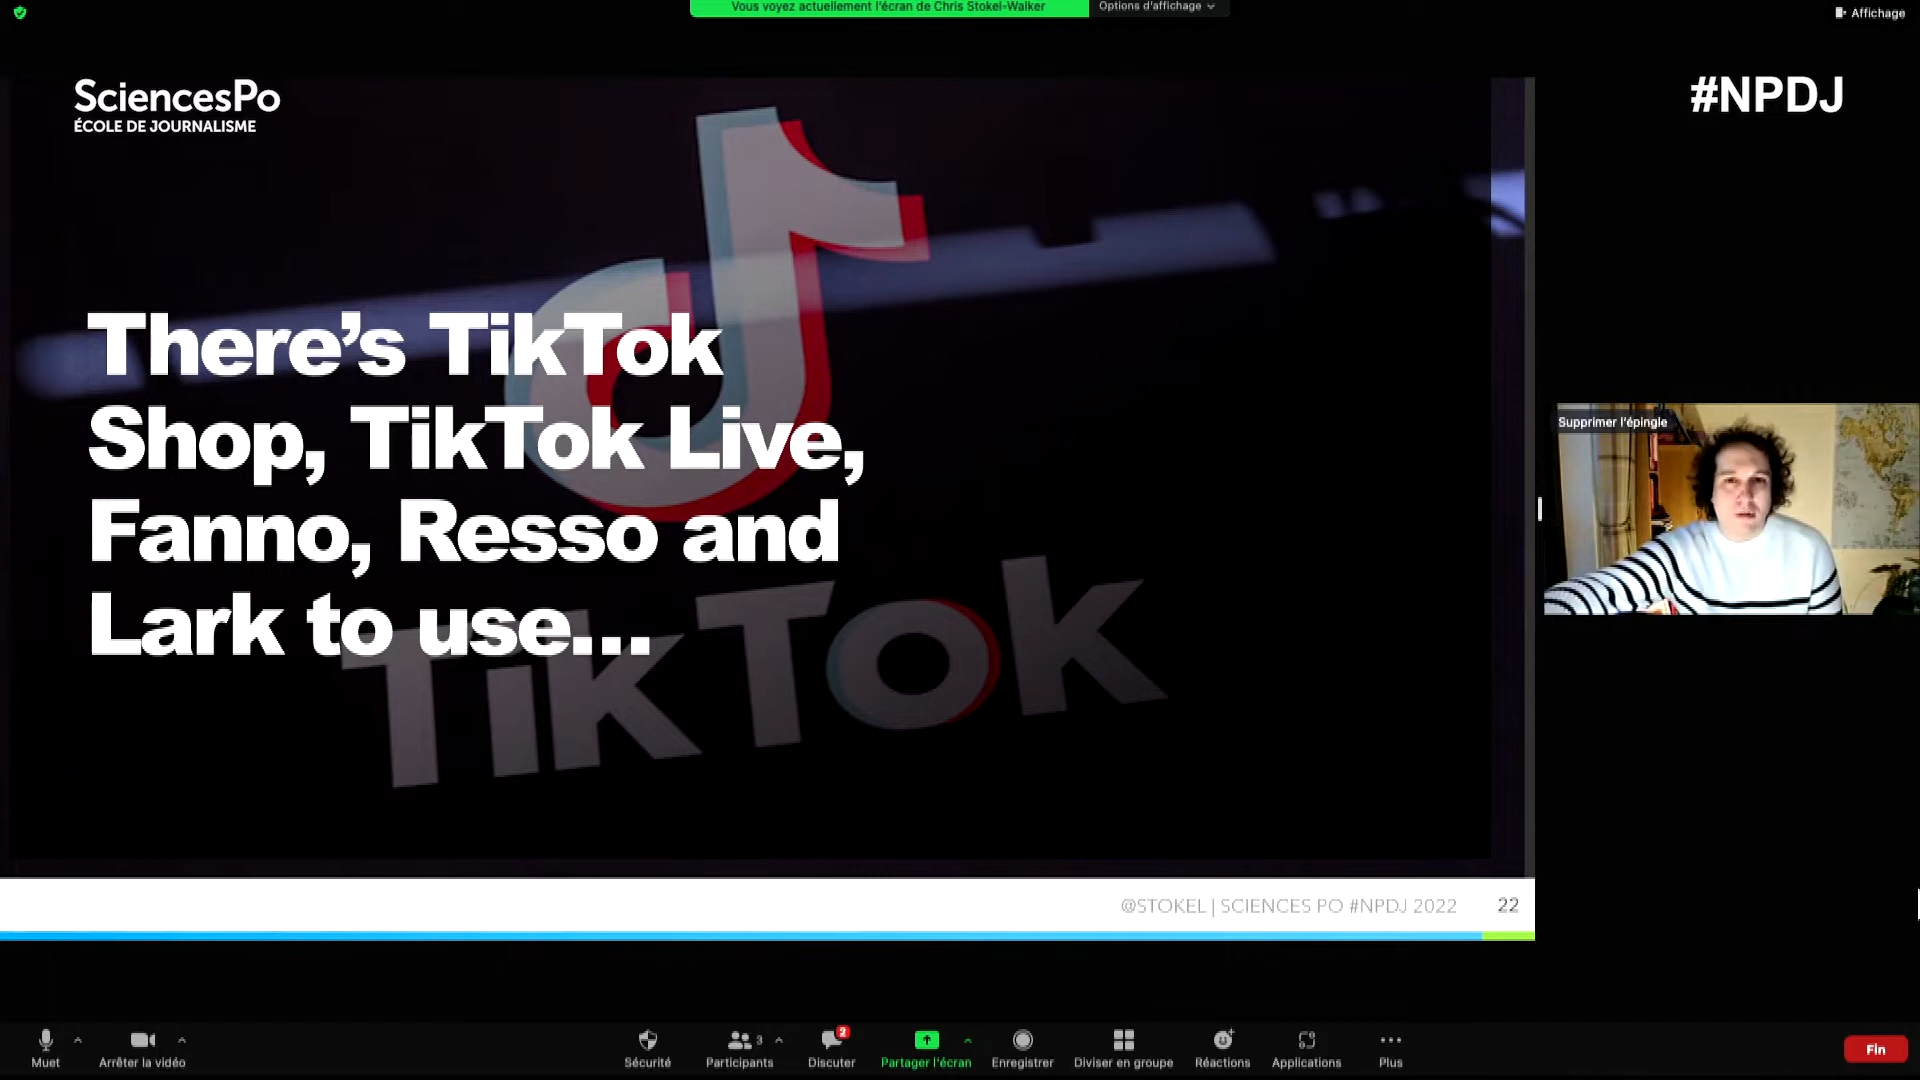 Vous voyez actuellement l'écran de Chris Stokel-Walker
Options d'affichage
Affichage
SciencesPo
ÉCOLE DE JOURNALISME
#NPDJ
There's TikTok
Shop, TikTok Live,
Fanno, Resso and
Lark to use...
TikTok
Supprimer l'épingle
@STOKEL | SCIENCES PO #NPDJ 2022
22
Muet
Arrêter la vidéo
Sécurité
3
Participants
2
Discuter
Partager l'écran
Enregistrer
Diviser en groupe
Réactions
Applications
Plus
Fin